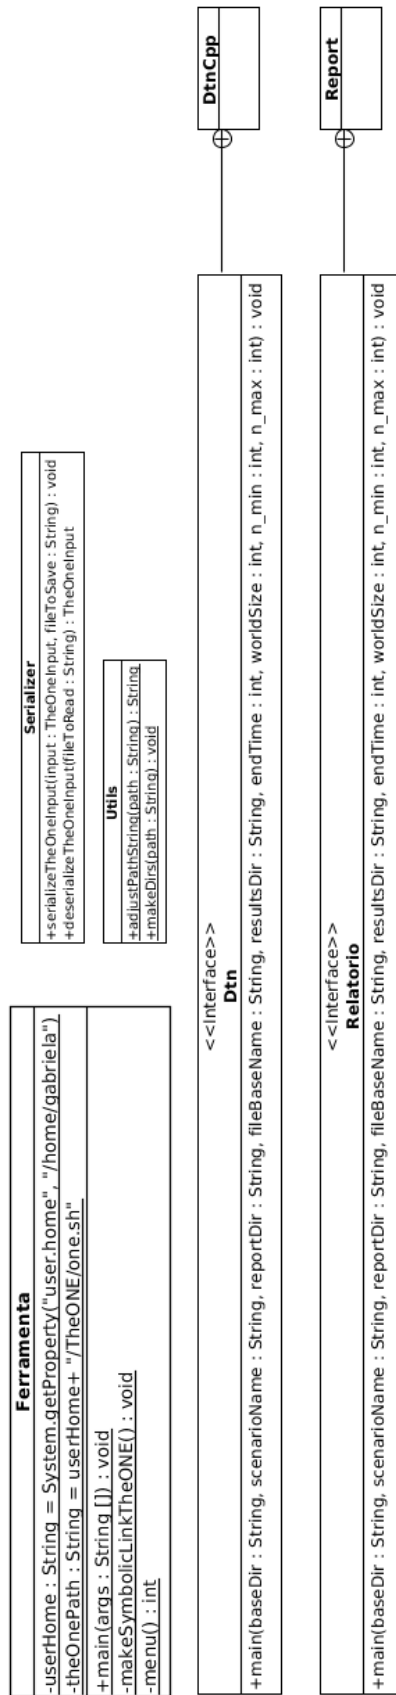 Ferramenta
-userHome : String = System.getProperty("user.home", "/home/gabriela")
-theOnePath : String = userHome+ "/TheONE/one.sh"
+main(args : String []) : void
-makeSymbolicLinkTheONE() : void
-menu() : int
Serializer
+serializeTheOneInput(input : TheOneInput, fileToSave : String) : void
+deserializeTheOneInput(fileToRead : String) : TheOneInput
Utils
+adjustPathString(path : String) : String
+makeDirs(path : String) : void
<<Interface>>
Dtn
+main(baseDir : String, scenarioName : String, reportDir : String, fileBaseName : String, resultsDir : String, endTime : int, worldSize : int, n_min : int, n_max : int) : void
DtnCpp
<<Interface>>
Relatorio
+main(baseDir : String, scenarioName : String, reportDir : String, fileBaseName : String, resultsDir : String, endTime : int, worldSize : int, n_min : int, n_max : int) : void
Report